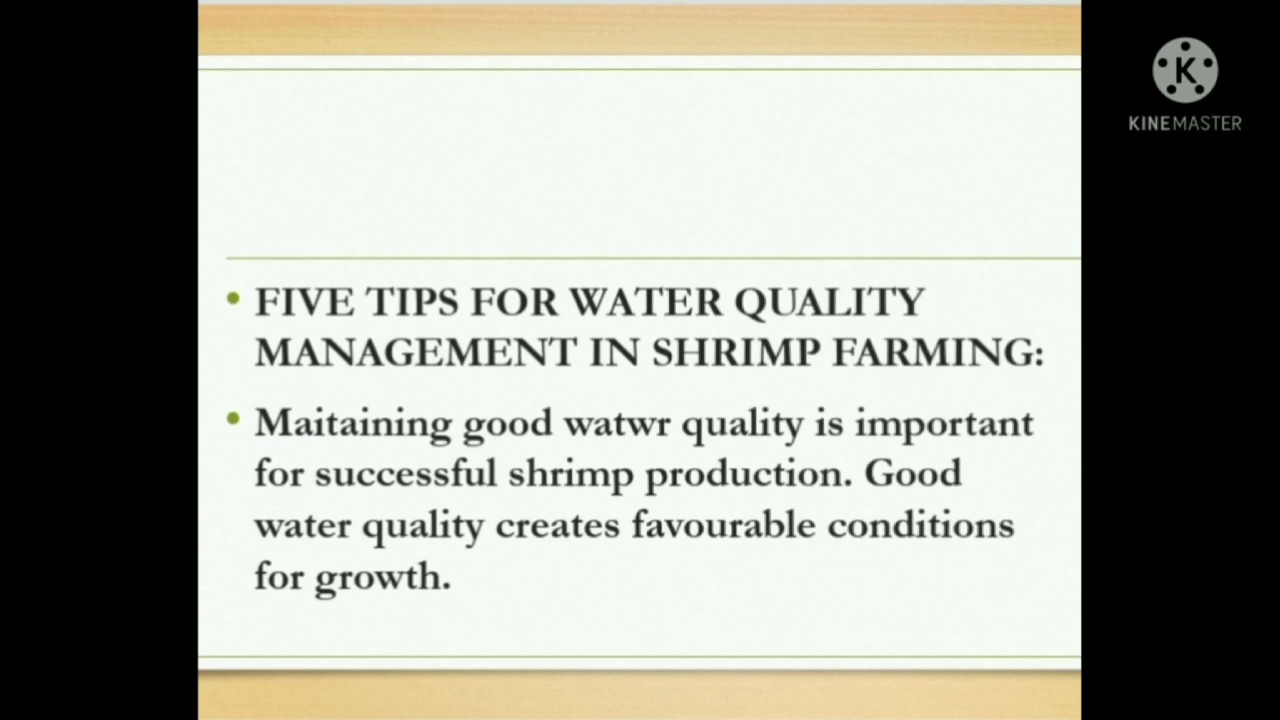 K
KINEMASTER
• FIVE TIPS FOR WATER QUALITY
MANAGEMENT IN SHRIMP FARMING:
• Maitaining good watwr quality is important
for successful shrimp production. Good
water quality creates favourable conditions
for growth.